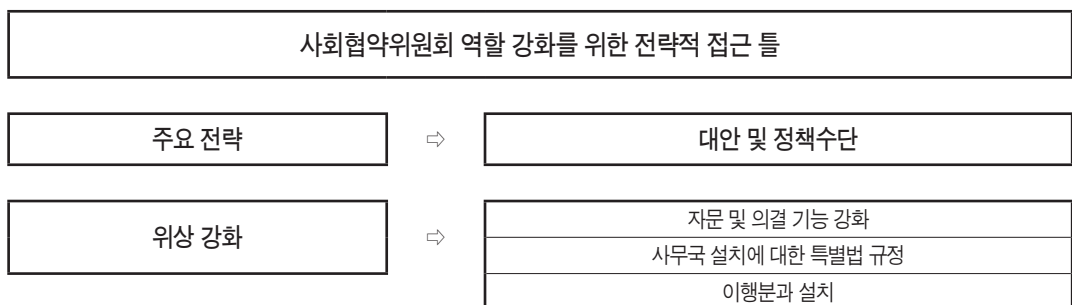 사회협약위원회 역할 강화를 위한 전략적 접근 틀
주요 전략 ⇨ 대안 및 정책수단
위상 강화 ⇨ 자문 및 의결 기능 강화
사무국 설치에 대한 특별법 규정
이행분과 설치